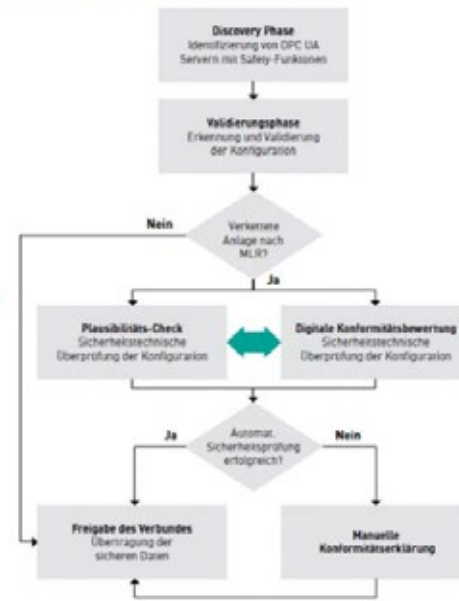 Discovery Phase
Identifizierung von OPC UA
Servern mit Safety-Funktionen
Validierungsphase
Erkennung und Validierung
der Konfiguration
Nein
Verkettete
Anlage nach
MLR?
Ja
Plausibilitäts-Check
Sicherheitstechnische
Überprüfung der Konfiguration
Digitale Konformitätsbewertung
Sicherheitstechnische
Überprüfung der Konfiguration
Ja
Automat.
Sicherheitsprüfung
erfolgreich?
Nein
Freigabe des Verbundes
Übertragung der
sicheren Daten
Manuelle
Konformitätserklärung